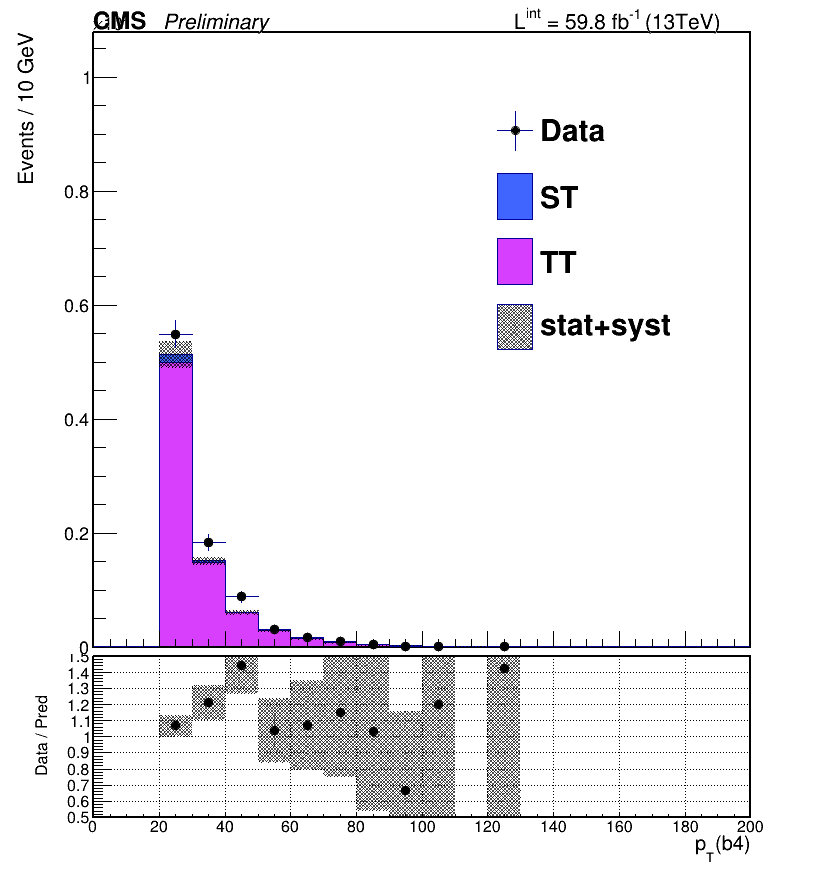 CMS Preliminary L^int = 59.8 fb^-1 (13TeV)
Events / 10 GeV
1
0.8
0.6
0.4
0.2
0
Data
ST
TT
stat+syst
Data / Pred
1.5
1.4
1.3
1.2
1.1
1
0.9
0.8
0.7
0.6
0.5
0 20 40 60 80 100 120 140 160 180 200
p_T(b4)